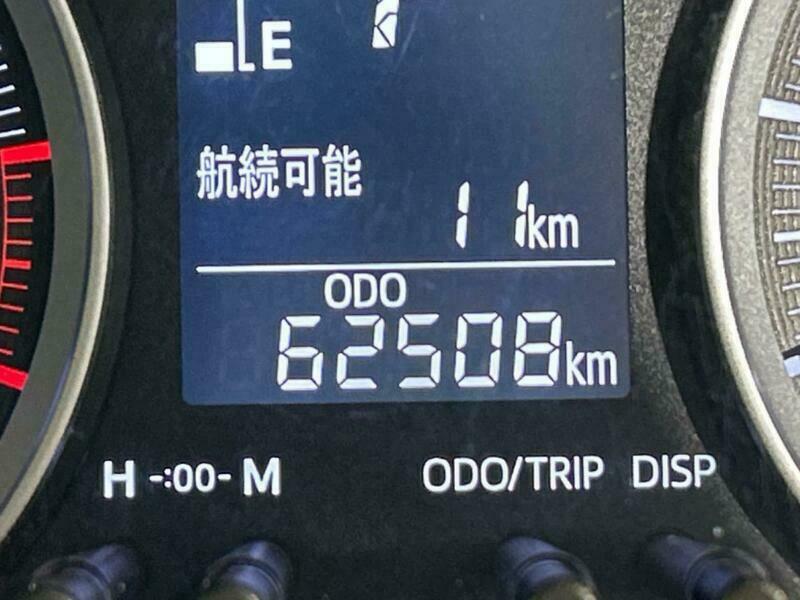 E
航続可能
11km
ODO
62508km
H -:00- M
ODO/TRIP DISP